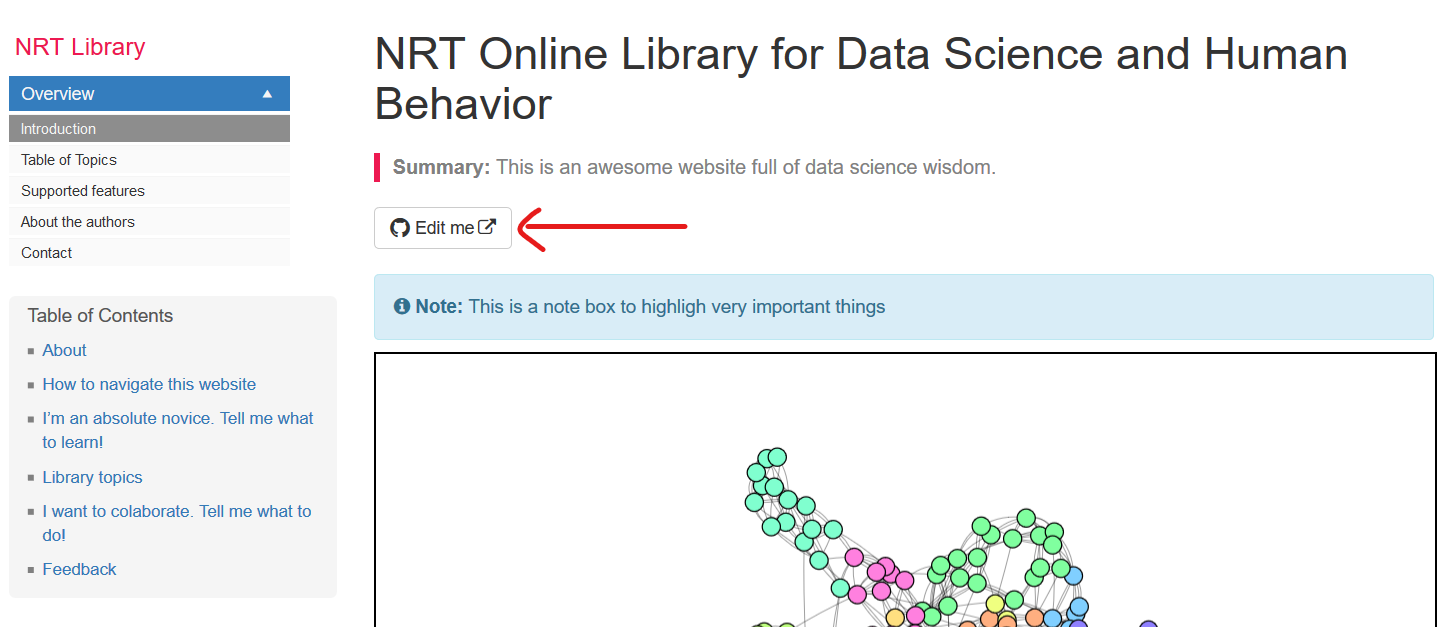 NRT Library
Overview
Introduction
Table of Topics
Supported features
About the authors
Contact
Table of Contents
About
How to navigate this website
I'm an absolute novice. Tell me what
to learn!
Library topics
I want to colaborate. Tell me what to
do!
Feedback
NRT Online Library for Data Science and Human
Behavior
Summary: This is an awesome website full of data science wisdom.
Edit me
Note: This is a note box to highligh very important things